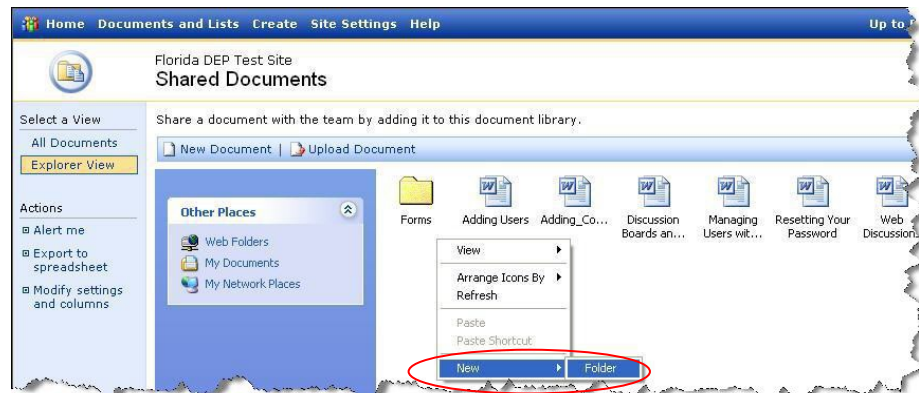 Home Documents and Lists Create Site Settings Help Up to
Florida DEP Test Site
Shared Documents
Select a View
All Documents
Explorer View
Actions
Alert me
Export to
spreadsheet
Modify settings
and columns
Share a document with the team by adding it to this document library.
New Document | Upload Document
Other Places
Web Folders
My Documents
My Network Places
Forms
Adding Users
Adding_Co...
Discussion
Boards an...
Managing
Users wit...
Resetting Your
Password
Web
Discussion
View
Arrange Icons By
Refresh
Paste
Paste Shortcut
New
Folder